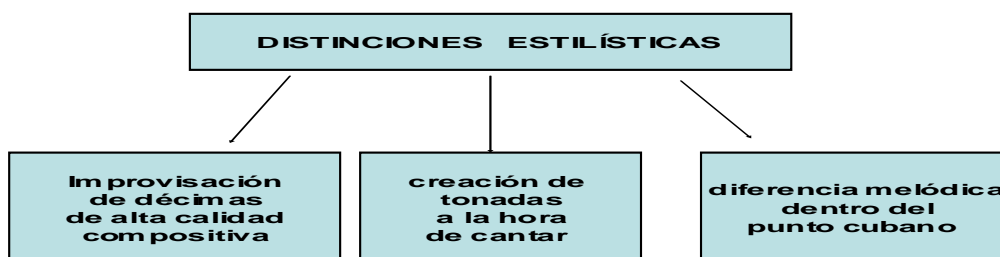 DISTINCIONES ESTILÍSTICAS
Improvisación
de décimas
de alta calidad
compositiva
creación de
tonadas
a la hora
de cantar
diferencia melódica
dentro del
punto cubano